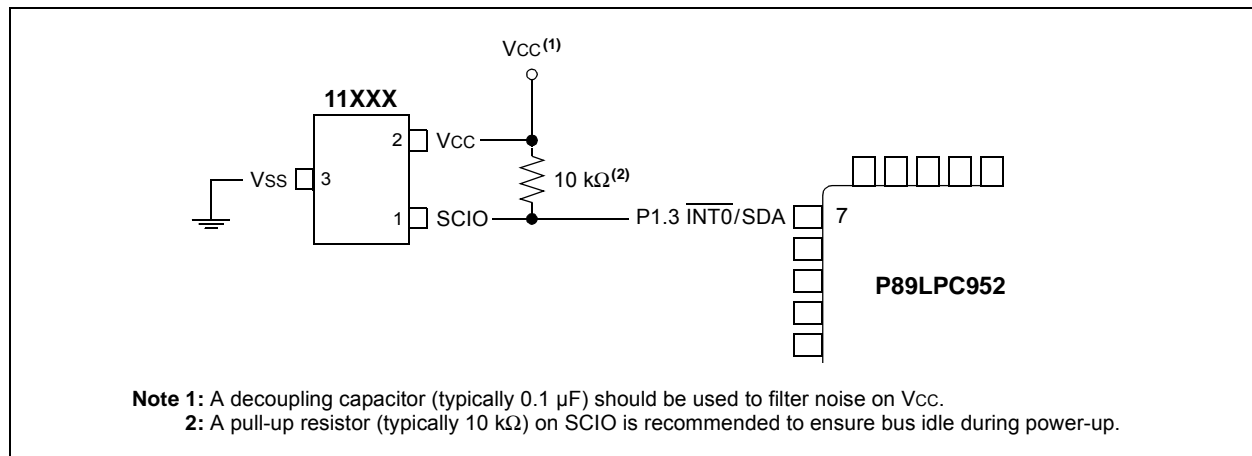 VCC(1)
11XXX
2 VCC
10 kΩ(2)
VSS 3
1 SCIO
P1.3 INT0/SDA 7
P89LPC952
Note 1: A decoupling capacitor (typically 0.1 µF) should be used to filter noise on VCC.
2: A pull-up resistor (typically 10 kΩ) on SCIO is recommended to ensure bus idle during power-up.